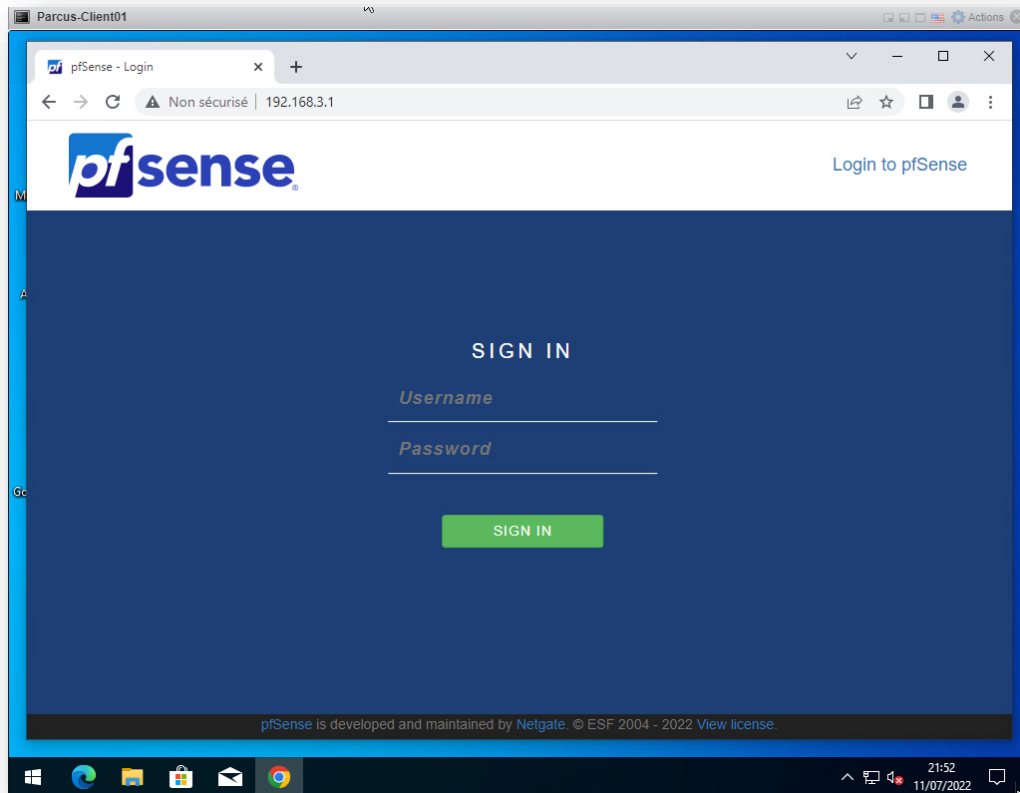 Parcus-Client01
Actions
pfSense - Login
Non sécurisé
192.168.3.1
pfsense
Login to pfSense
M
A
Go
SIGN IN
Username
Password
SIGN IN
pfSense is developed and maintained by Netgate. © ESF 2004 - 2022 View license.
21:52
11/07/2022